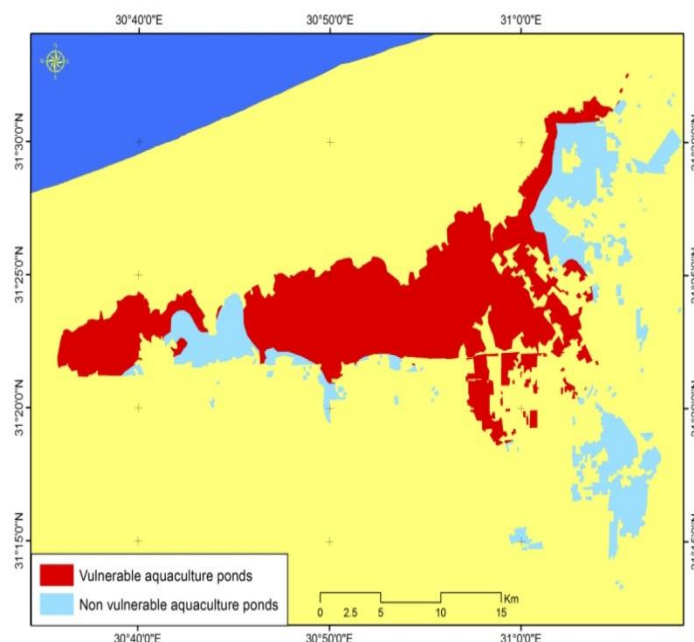 30°40'0"E 30°50'0"E 31°0'0"E
31°30'0"N
31°25'0"N
31°20'0"N
31°15'0"N
Vulnerable aquaculture ponds
Non vulnerable aquaculture ponds
Km
0 2.5 5 10 15
30°40'0"E 30°50'0"E 31°0'0"E